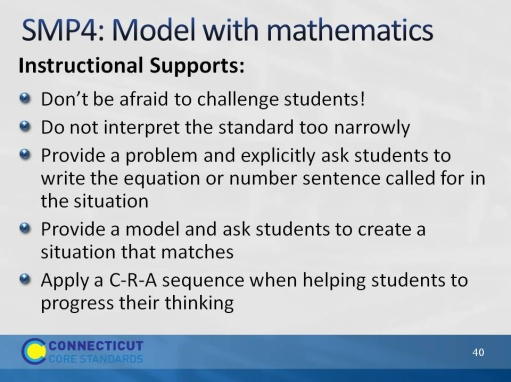 SMP4: Model with mathematics
Instructional Supports:
Don't be afraid to challenge students!
Do not interpret the standard too narrowly
Provide a problem and explicitly ask students to
write the equation or number sentence called for in
the situation
Provide a model and ask students to create a
situation that matches
Apply a C-R-A sequence when helping students to
progress their thinking
CONNECTICUT
CORE STANDARDS
40